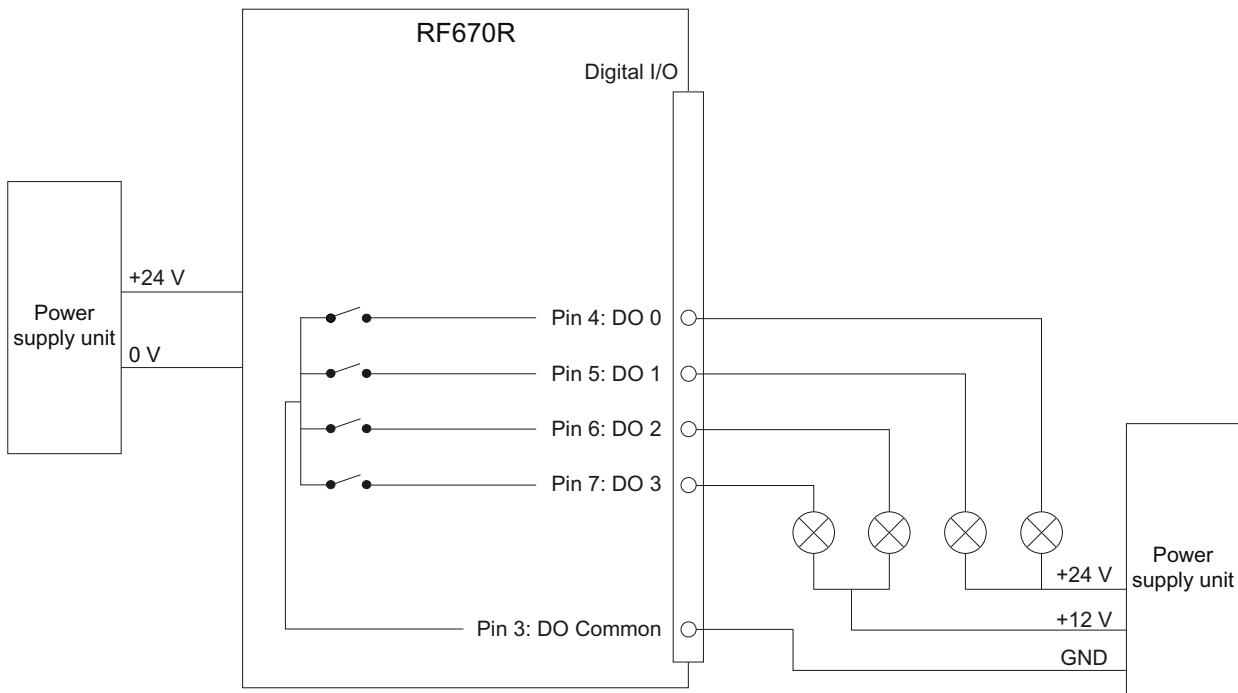 RF670R
Digital I/O
+24 V
Power
supply unit
0 V
Pin 4: DO 0
Pin 5: DO 1
Pin 6: DO 2
Pin 7: DO 3
Pin 3: DO Common
+24 V
+12 V
GND
Power
supply unit